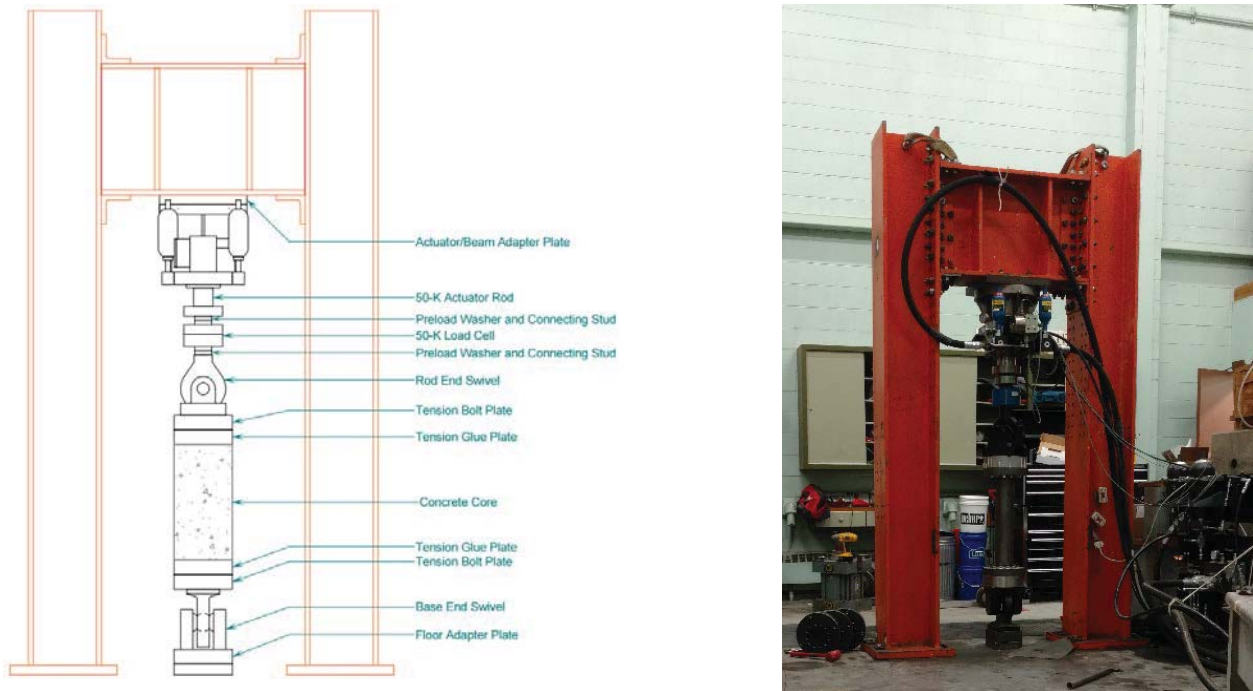 Actuator/Beam Adapter Plate
50-K Actuator Rod
Preload Washer and Connecting Stud
50-K Load Cell
Preload Washer and Connecting Stud
Rod End Swivel
Tension Bolt Plate
Tension Glue Plate
Concrete Core
Tension Glue Plate
Tension Bolt Plate
Base End Swivel
Floor Adapter Plate